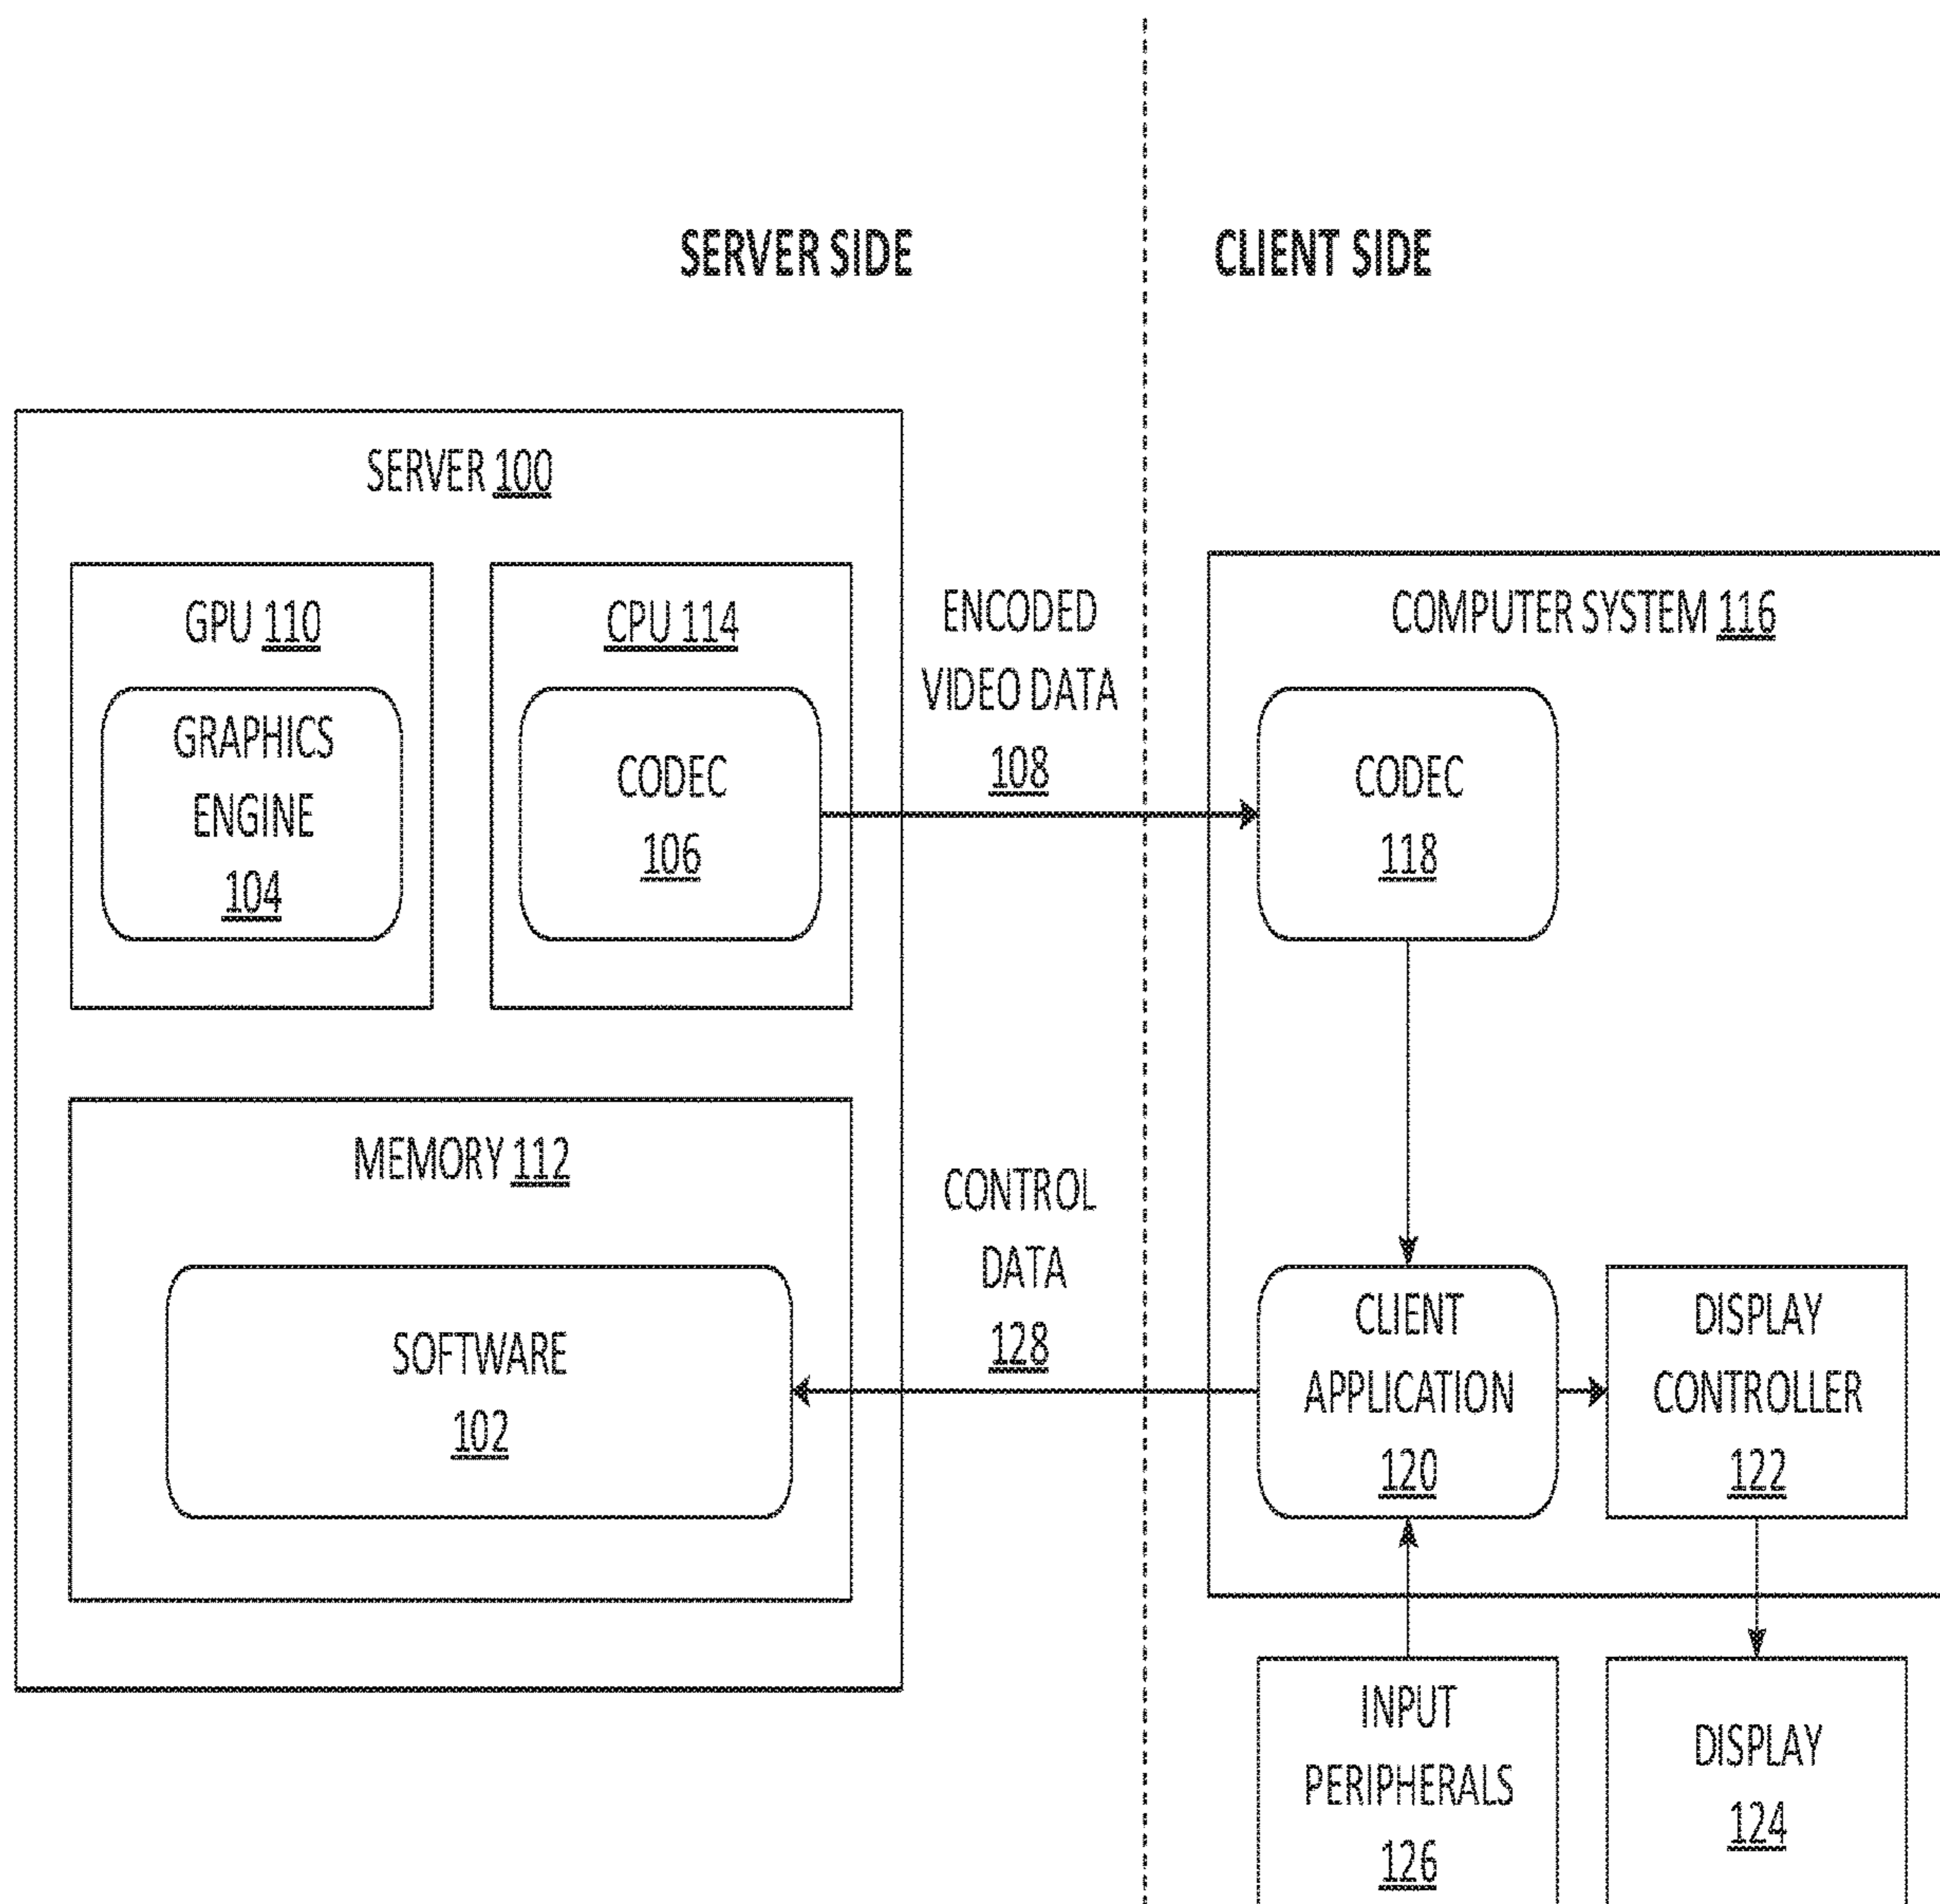 SERVER SIDE
CLIENT SIDE
SERVER 100
GPU 110
GRAPHICS
ENGINE
104
CPU 114
CODEC
106
ENCODED
VIDEO DATA
108
COMPUTER SYSTEM 116
CODEC
118
MEMORY 112
SOFTWARE
102
CONTROL
DATA
128
CLIENT
APPLICATION
120
DISPLAY
CONTROLLER
122
INPUT
PERIPHERALS
126
DISPLAY
124